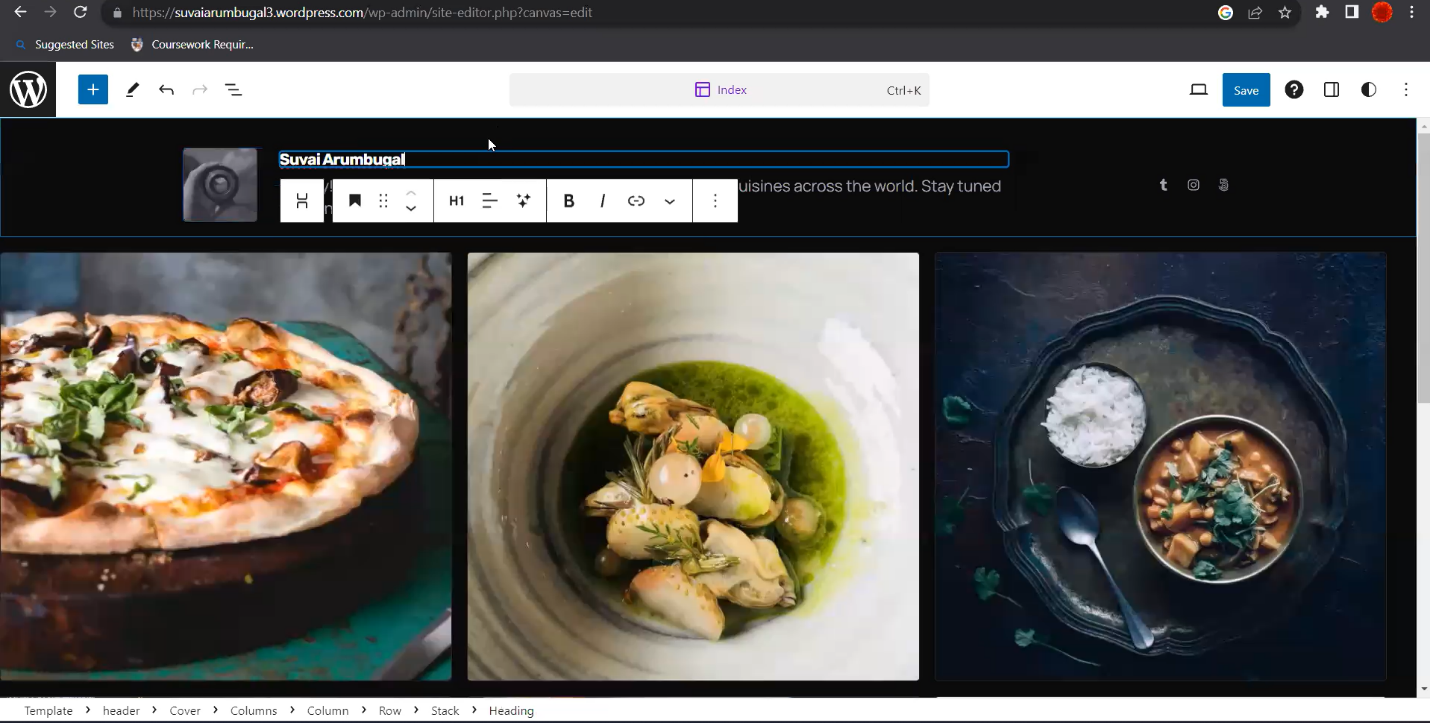 https://suvaiarumbugal3.wordpress.com/wp-admin/site-editor.php?canvas=edit
Suggested Sites Coursework Requir...
Index Ctrl+K Save
Suvai Arumbugal
uisines across the world. Stay tuned
H1 B I
Template > header > Cover > Columns > Column > Row > Stack > Heading